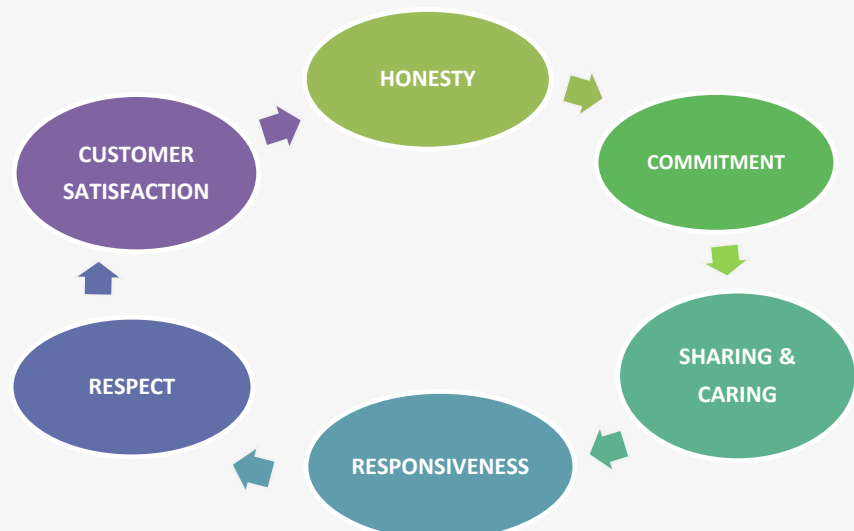 HONESTY
COMMITMENT
SHARING &
CARING
RESPONSIVENESS
RESPECT
CUSTOMER
SATISFACTION